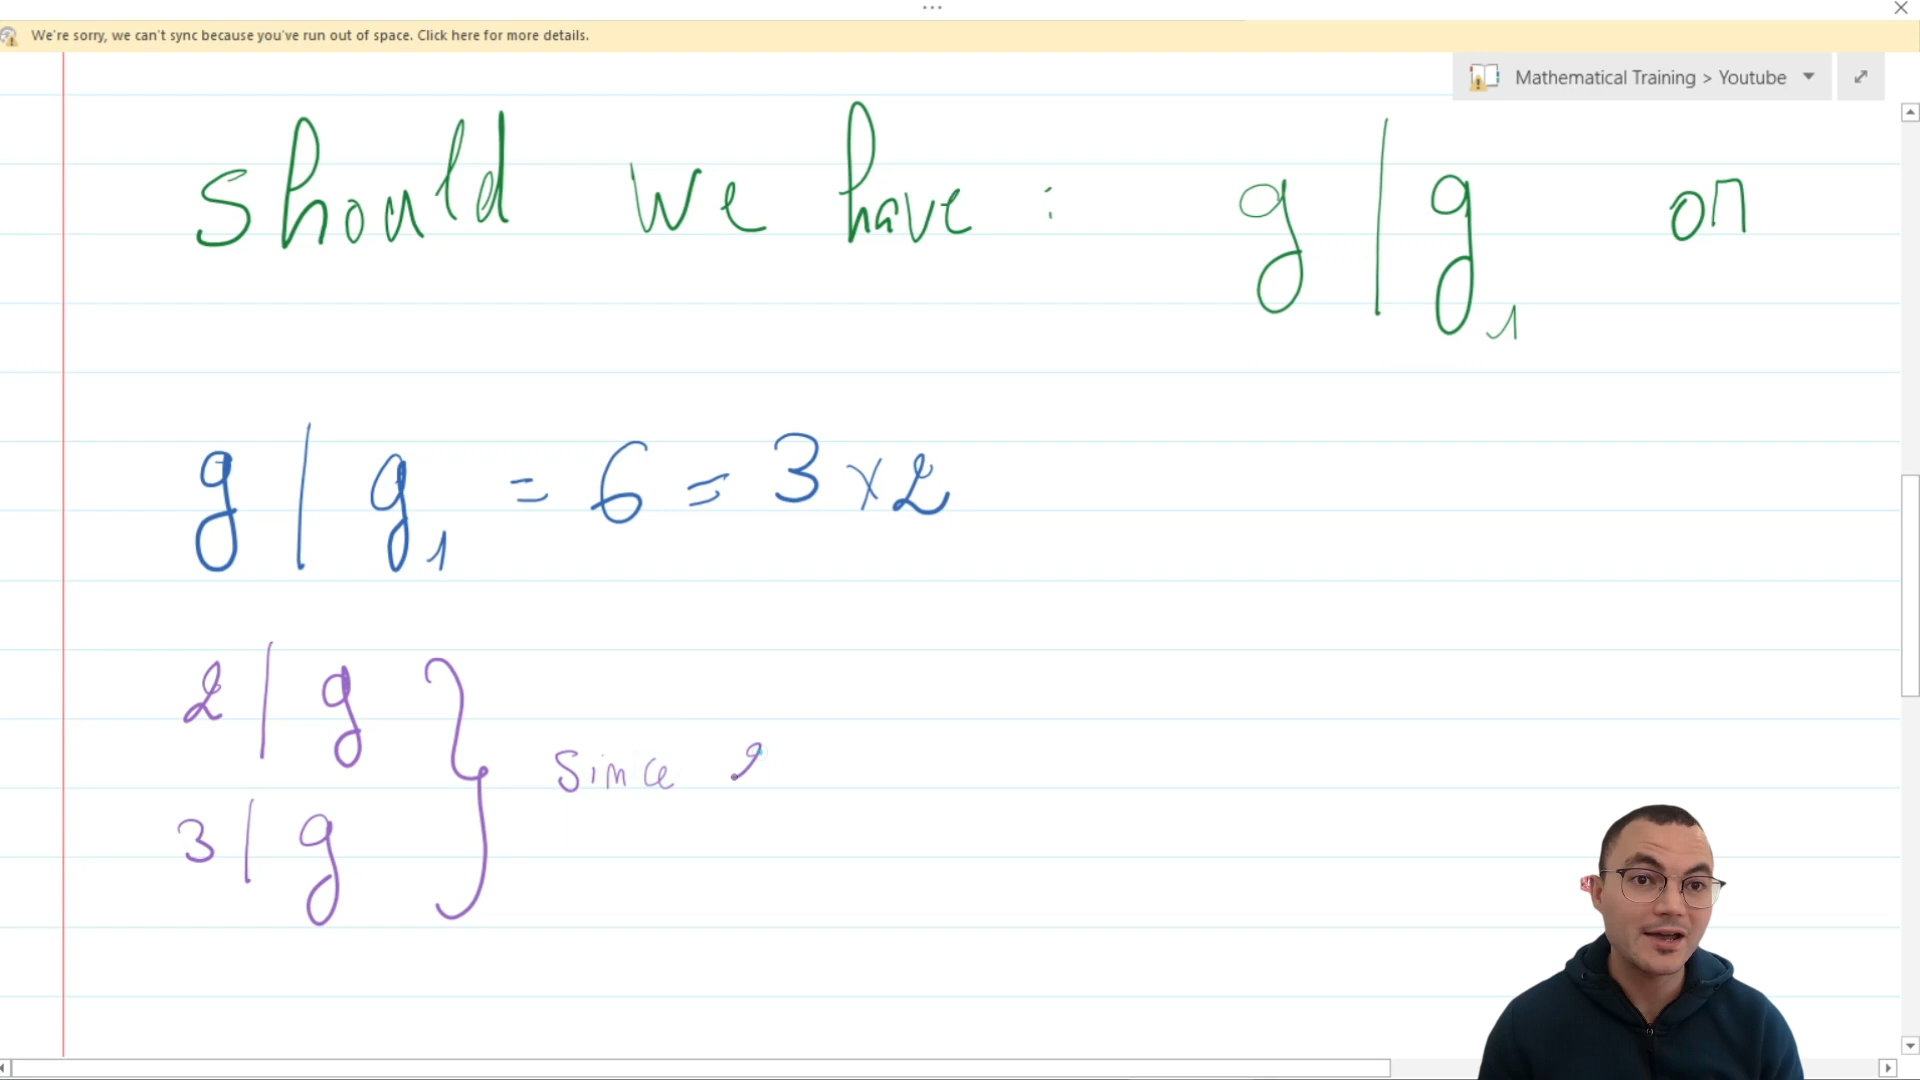 We're sorry, we can't sync because you've run out of space. Click here for more details.
Mathematical Training > Youtube
should we have : g | g₁ or
g | g₁ = 6 = 3 × 2
2 | g
3 | g
} since